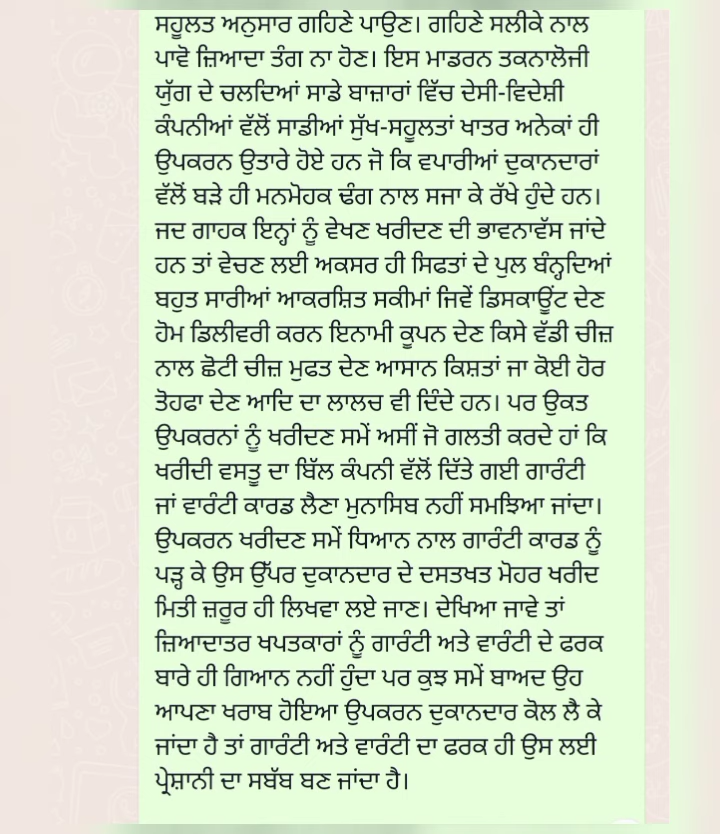 ਸਹੂਲਤ ਅਨੁਸਾਰ ਗਹਿਣੇ ਪਾਉਣ। ਗਹਿਣੇ ਸਲੀਕੇ ਨਾਲ
ਪਾਵੋ ਜ਼ਿਆਦਾ ਤੰਗ ਨਾ ਹੋਣ। ਇਸ ਮਾਡਰਨ ਤਕਨਾਲੋਜੀ
ਯੁੱਗ ਦੇ ਚਲਦਿਆਂ ਸਾਡੇ ਬਾਜ਼ਾਰਾਂ ਵਿੱਚ ਦੇਸੀ-ਵਿਦੇਸ਼ੀ
ਕੰਪਨੀਆਂ ਵੱਲੋਂ ਸਾਡੀਆਂ ਸੁੱਖ-ਸਹੂਲਤਾਂ ਖਾਤਰ ਅਨੇਕਾਂ ਹੀ
ਉਪਕਰਨ ਉਤਾਰੇ ਹੋਏ ਹਨ ਜੋ ਕਿ ਵਪਾਰੀਆਂ ਦੁਕਾਨਦਾਰਾਂ
ਵੱਲੋਂ ਬੜੇ ਹੀ ਮਨਮੋਹਕ ਢੰਗ ਨਾਲ ਸਜਾ ਕੇ ਰੱਖੇ ਹੁੰਦੇ ਹਨ।
ਜਦ ਗਾਹਕ ਇਨ੍ਹਾਂ ਨੂੰ ਵੇਖਣ ਖਰੀਦਣ ਦੀ ਭਾਵਨਾਵੱਸ ਜਾਂਦੇ
ਹਨ ਤਾਂ ਵੇਚਣ ਲਈ ਅਕਸਰ ਹੀ ਸਿਫਤਾਂ ਦੇ ਪੁਲ ਬੰਨ੍ਹਦਿਆਂ
ਬਹੁਤ ਸਾਰੀਆਂ ਆਕਰਸ਼ਿਤ ਸਕੀਮਾਂ ਜਿਵੇਂ ਡਿਸਕਾਊਂਟ ਦੇਣ
ਹੋਮ ਡਿਲੀਵਰੀ ਕਰਨ ਇਨਾਮੀ ਕੂਪਨ ਦੇਣ ਕਿਸੇ ਵੱਡੀ ਚੀਜ਼
ਨਾਲ ਛੋਟੀ ਚੀਜ਼ ਮੁਫਤ ਦੇਣ ਆਸਾਨ ਕਿਸ਼ਤਾਂ ਜਾ ਕੋਈ ਹੋਰ
ਤੋਹਫਾ ਦੇਣ ਆਦਿ ਦਾ ਲਾਲਚ ਵੀ ਦਿੰਦੇ ਹਨ। ਪਰ ਉਕਤ
ਉਪਕਰਨਾਂ ਨੂੰ ਖਰੀਦਣ ਸਮੇਂ ਅਸੀਂ ਜੋ ਗਲਤੀ ਕਰਦੇ ਹਾਂ ਕਿ
ਖਰੀਦੀ ਵਸਤੂ ਦਾ ਬਿੱਲ ਕੰਪਨੀ ਵੱਲੋਂ ਦਿੱਤੇ ਗਈ ਗਾਰੰਟੀ
ਜਾਂ ਵਾਰੰਟੀ ਕਾਰਡ ਲੈਣਾ ਮੁਨਾਸਿਬ ਨਹੀਂ ਸਮਝਿਆ ਜਾਂਦਾ।
ਉਪਕਰਨ ਖਰੀਦਣ ਸਮੇਂ ਧਿਆਨ ਨਾਲ ਗਾਰੰਟੀ ਕਾਰਡ ਨੂੰ
ਪੜ੍ਹ ਕੇ ਉਸ ਉੱਪਰ ਦੁਕਾਨਦਾਰ ਦੇ ਦਸਤਖਤ ਮੋਹਰ ਖਰੀਦ
ਮਿਤੀ ਜ਼ਰੂਰ ਹੀ ਲਿਖਵਾ ਲਏ ਜਾਣ। ਦੇਖਿਆ ਜਾਵੇ ਤਾਂ
ਜ਼ਿਆਦਾਤਰ ਖਪਤਕਾਰਾਂ ਨੂੰ ਗਾਰੰਟੀ ਅਤੇ ਵਾਰੰਟੀ ਦੇ ਫਰਕ
ਬਾਰੇ ਹੀ ਗਿਆਨ ਨਹੀਂ ਹੁੰਦਾ ਪਰ ਕੁਝ ਸਮੇਂ ਬਾਅਦ ਉਹ
ਆਪਣਾ ਖਰਾਬ ਹੋਇਆ ਉਪਕਰਨ ਦੁਕਾਨਦਾਰ ਕੋਲ ਲੈ ਕੇ
ਜਾਂਦਾ ਹੈ ਤਾਂ ਗਾਰੰਟੀ ਅਤੇ ਵਾਰੰਟੀ ਦਾ ਫਰਕ ਹੀ ਉਸ ਲਈ
ਪ੍ਰੇਸ਼ਾਨੀ ਦਾ ਸਬੱਬ ਬਣ ਜਾਂਦਾ ਹੈ।